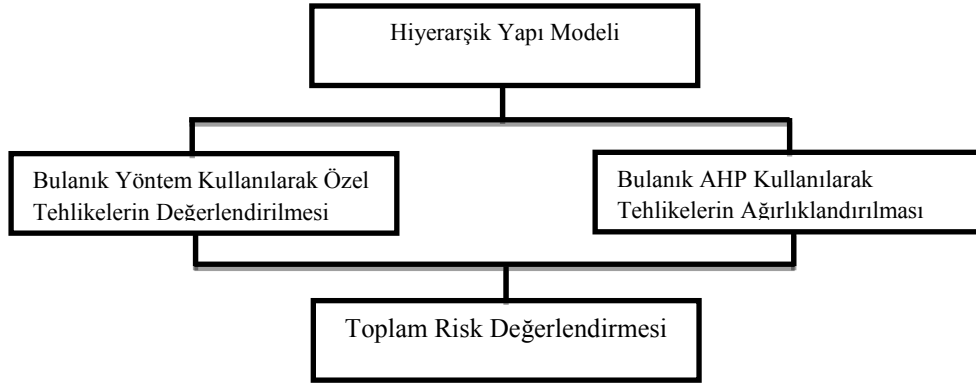 Hiyerarşik Yapı Modeli
Bulanık Yöntem Kullanılarak Özel
Tehlikelerin Değerlendirilmesi
Bulanık AHP Kullanılarak
Tehlikelerin Ağırlıklandırılması
Toplam Risk Değerlendirmesi